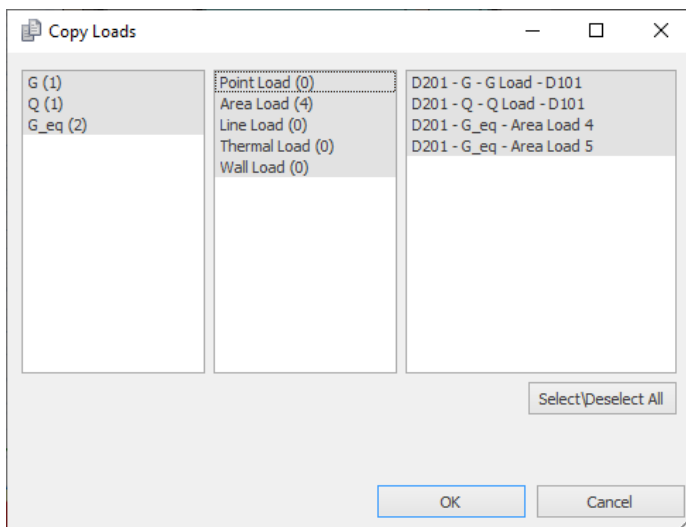 Copy Loads
G (1)
Q (1)
G_eq (2)
Point Load (0)
Area Load (4)
Line Load (0)
Thermal Load (0)
Wall Load (0)
D201 - G - G Load - D101
D201 - Q - Q Load - D101
D201 - G_eq - Area Load 4
D201 - G_eq - Area Load 5
Select\Deselect All
OK
Cancel